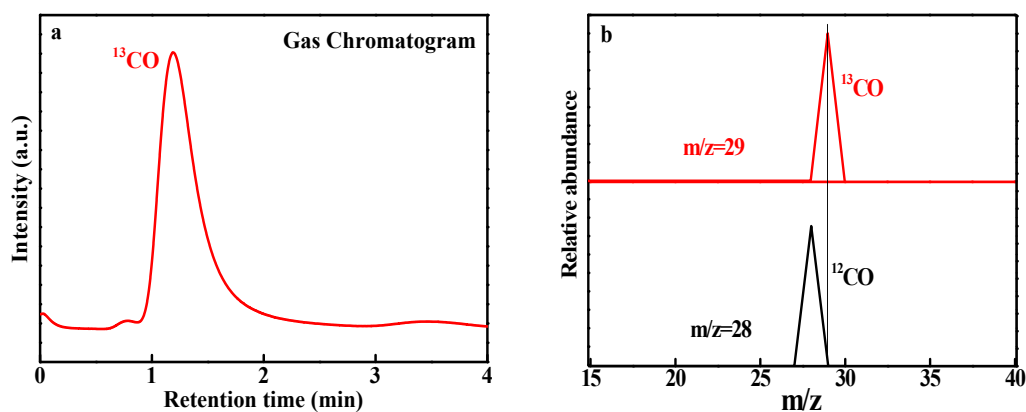 a
Gas Chromatogram
¹³CO
Intensity (a.u.)
0 1 2 3 4
Retention time (min)
b
¹³CO
m/z=29
Relative abundance
¹²CO
m/z=28
15 20 25 30 35 40
m/z